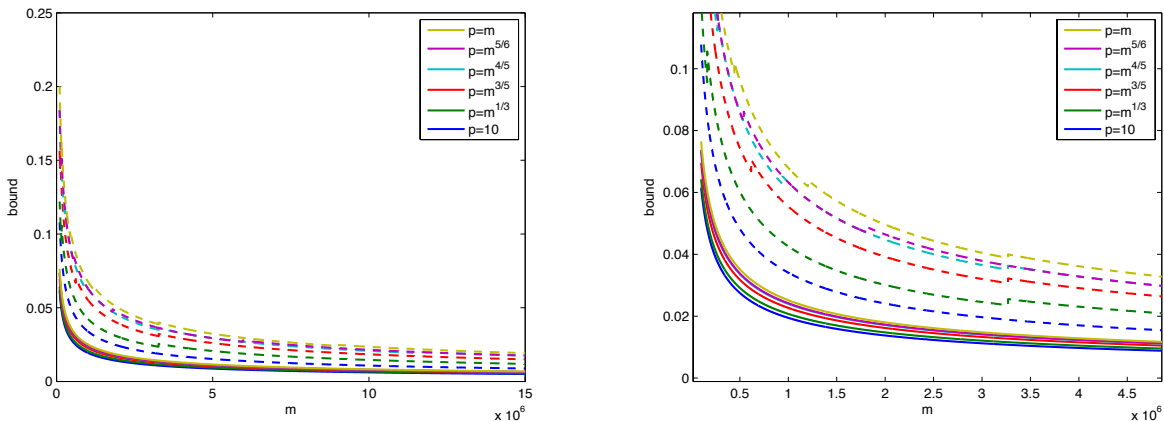 0.25
0.2
0.15
0.1
0.05
0
bound
0
5
10
15
m
x 10^6
p=m
p=m^5/6
p=m^4/5
p=m^3/5
p=m^1/3
p=10
0.1
0.08
0.06
0.04
0.02
0
bound
0.5
1
1.5
2
2.5
3
3.5
4
4.5
m
x 10^6
p=m
p=m^5/6
p=m^4/5
p=m^3/5
p=m^1/3
p=10